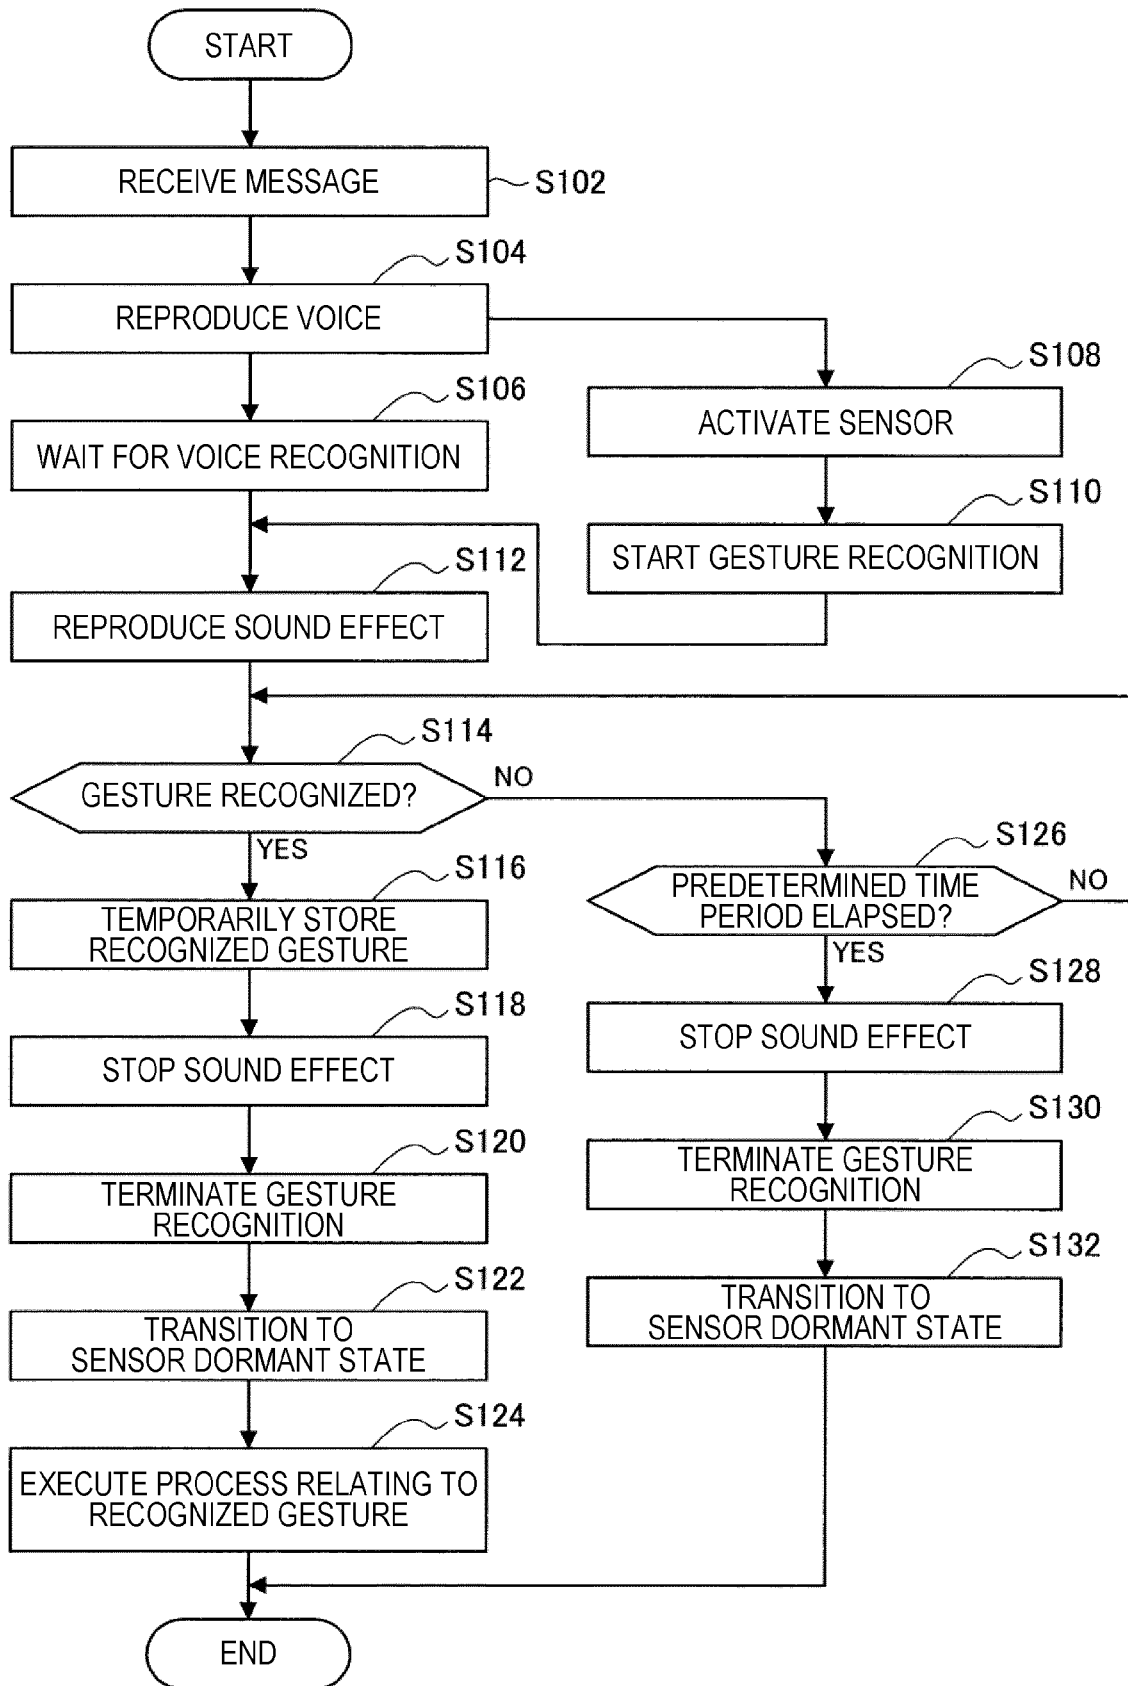 START
RECEIVE MESSAGE
S102
S104
REPRODUCE VOICE
S106
WAIT FOR VOICE RECOGNITION
S108
ACTIVATE SENSOR
S110
START GESTURE RECOGNITION
S112
REPRODUCE SOUND EFFECT
S114
GESTURE RECOGNIZED?
NO
YES
S116
TEMPORARILY STORE
RECOGNIZED GESTURE
S118
STOP SOUND EFFECT
S120
TERMINATE GESTURE
RECOGNITION
S122
TRANSITION TO
SENSOR DORMANT STATE
S124
EXECUTE PROCESS RELATING TO
RECOGNIZED GESTURE
S126
PREDETERMINED TIME
PERIOD ELAPSED?
NO
YES
S128
STOP SOUND EFFECT
S130
TERMINATE GESTURE
RECOGNITION
S132
TRANSITION TO
SENSOR DORMANT STATE
END